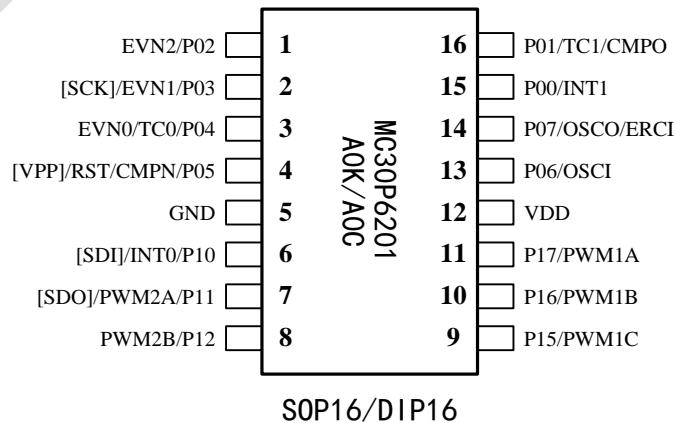 EVN2/P02 1 16 P01/TC1/CMPO
[SCK]/EVN1/P03 2 15 P00/INT1
EVN0/TC0/P04 3 14 P07/OSCO/ERCI
[VPP]/RST/CMPN/P05 4 13 P06/OSCI
GND 5 12 VDD
[SDI]/INT0/P10 6 11 P17/PWM1A
[SDO]/PWM2A/P11 7 10 P16/PWM1B
PWM2B/P12 8 9 P15/PWM1C
MC30P6201
A0K/A0C
SOP16/DIP16